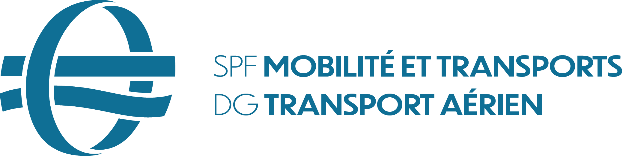 SPF MOBILITÉ ET TRANSPORTS
DG TRANSPORT AÉRIEN